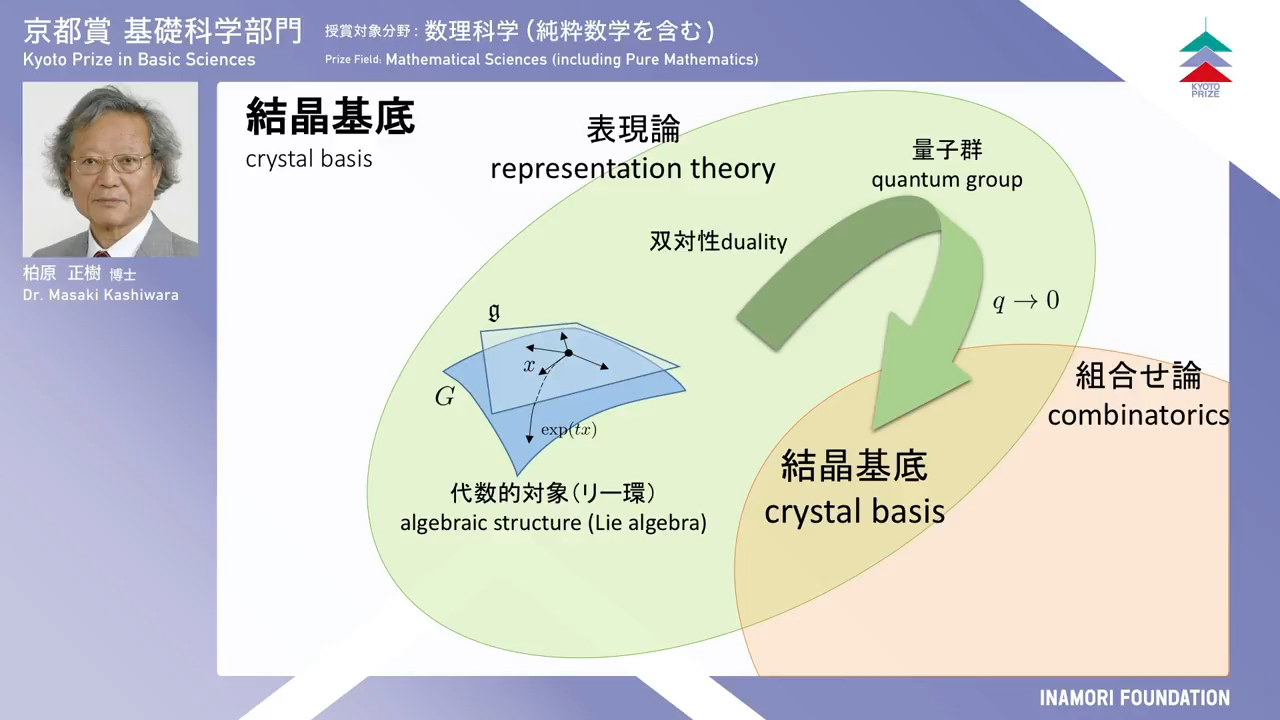 京都賞 基礎科学部門
Kyoto Prize in Basic Sciences
授賞対象分野：数理科学（純粋数学を含む）
Prize Field: Mathematical Sciences (including Pure Mathematics)
KYOTO
PRIZE
柏原 正樹 博士
Dr. Masaki Kashiwara
結晶基底
crystal basis
表現論
representation theory
量子群
quantum group
双対性duality
q → 0
𝔤
x
G
exp(tx)
代数的対象（リー環）
algebraic structure (Lie algebra)
組合せ論
combinatorics
結晶基底
crystal basis
INAMORI FOUNDATION